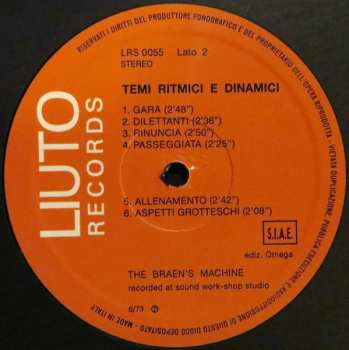 RISERVATI I DIRITTI DEL PRODUTTORE FONOGRAFICO E DEL PROPRIETARIO DELL'OPERA RIPRODOTTA - VIETATA DUPLICAZIONE, PUBBLICA ESECUZIONE E RADIODIFFUSIONE DI QUESTO DISCO DEPOSITATO - MADE IN ITALY
LIUTO
RECORDS
LRS 0055 Lato 2
STEREO
TEMI RITMICI E DINAMICI
1. GARA (2'48")
2. DILETTANTI (2'36")
3. RINUNCIA (2'50")
4. PASSEGGIATA (2'25")
5. ALLENAMENTO (2'42")
6. ASPETTI GROTTESCHI (2'08")
S.I.A.E.
ediz. Omega
THE BRAEN'S MACHINE
recorded at sound work-shop studio
6/73 Ⓟ